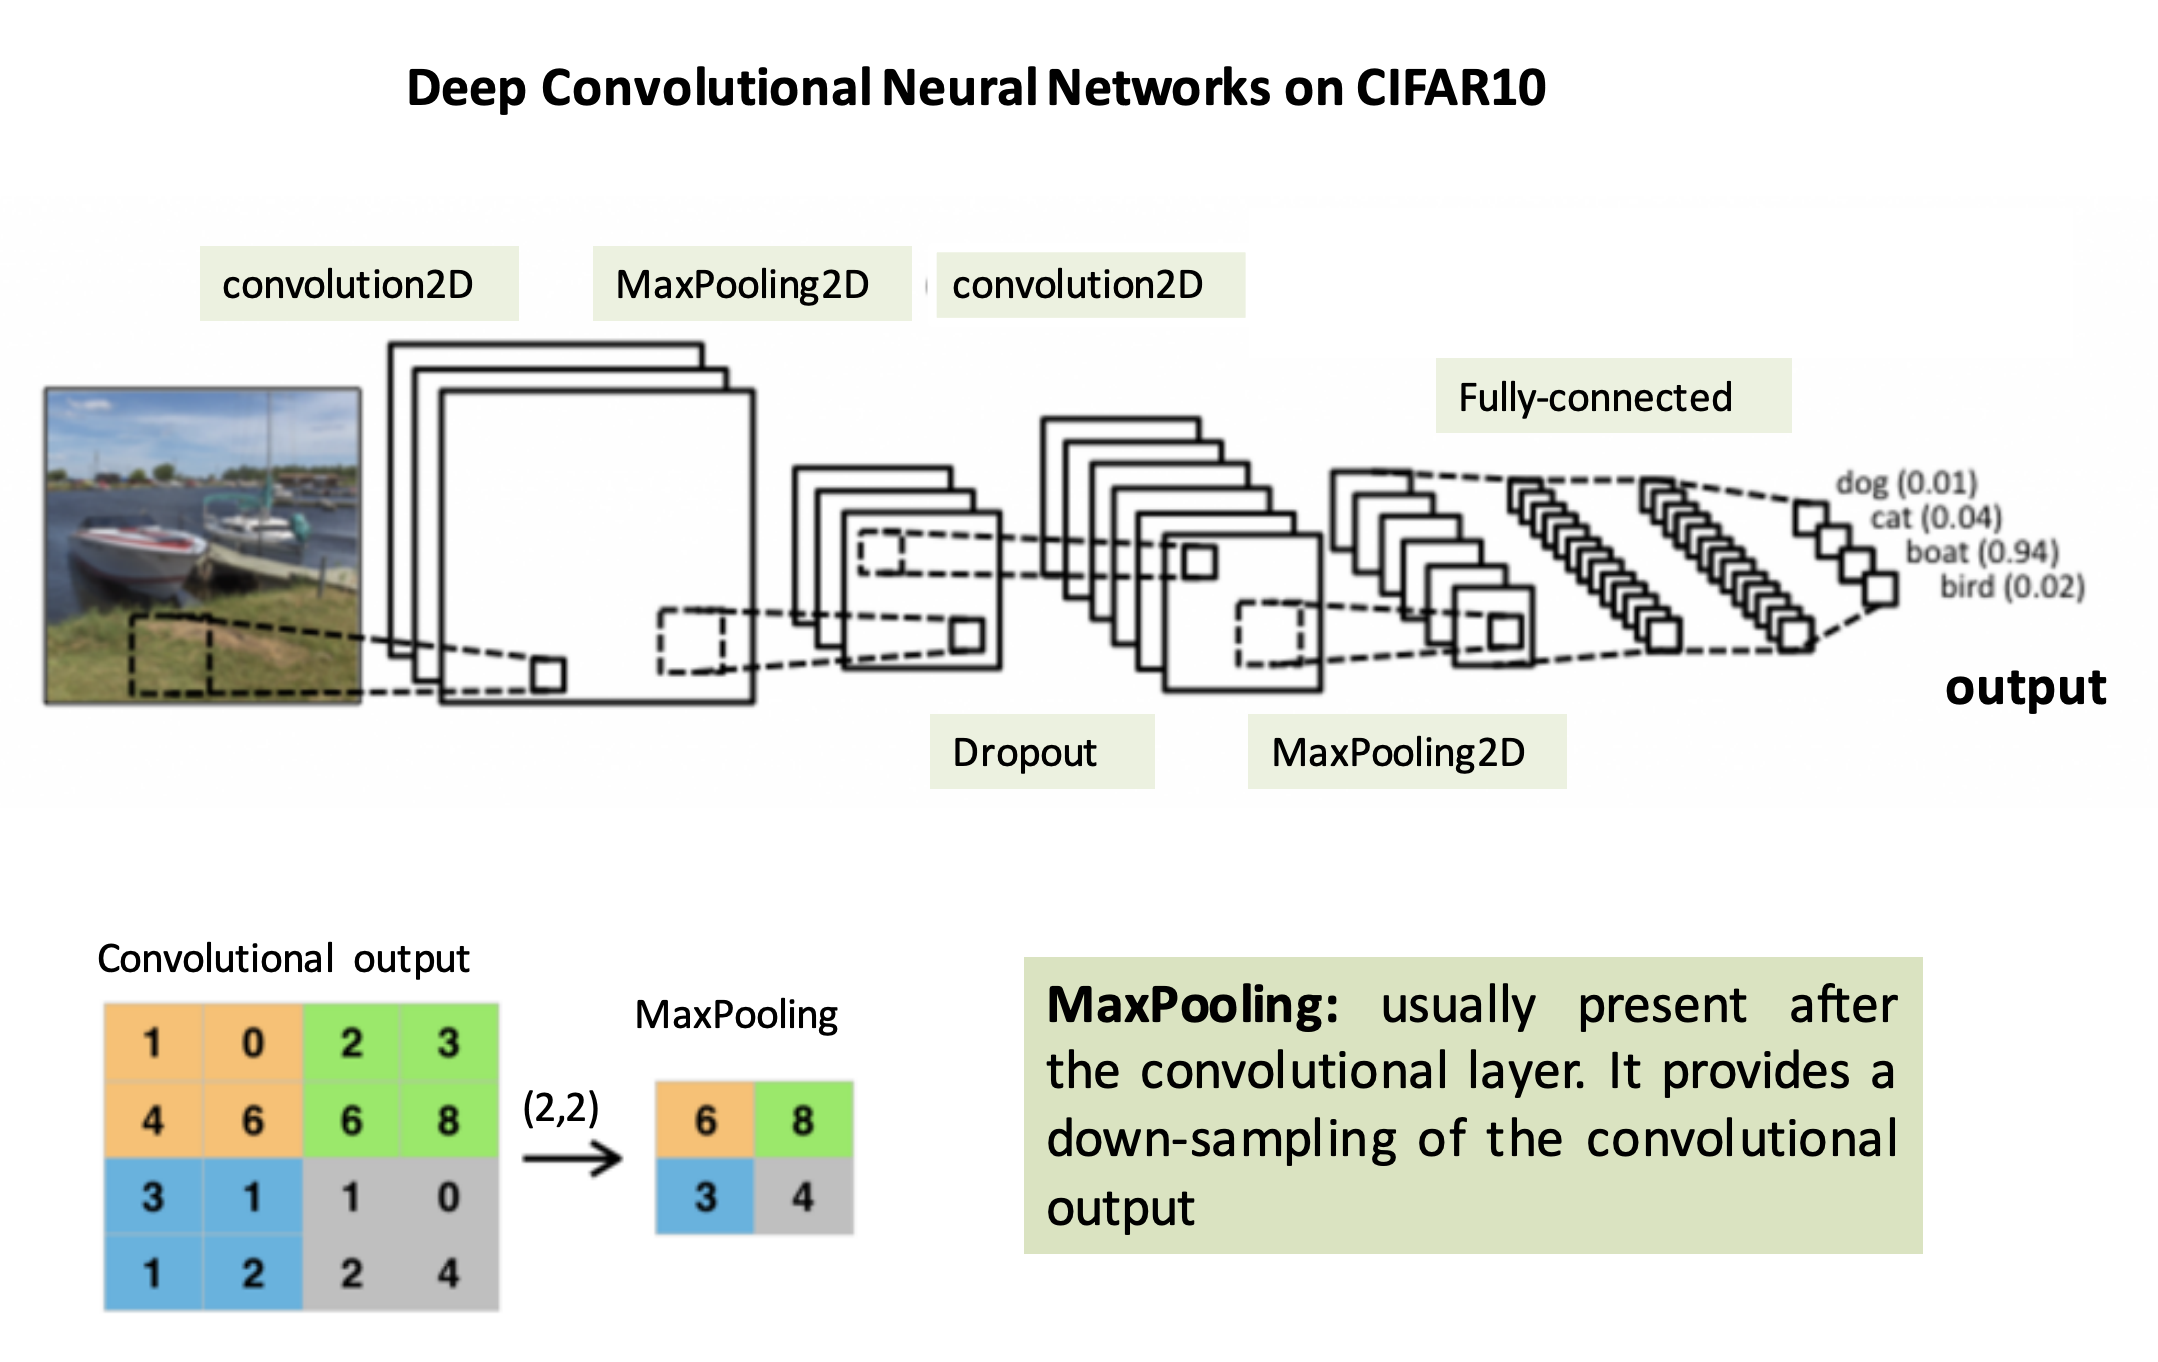 Deep Convolutional Neural Networks on CIFAR10
convolution2D
MaxPooling2D
convolution2D
Fully-connected
dog (0.01)
cat (0.04)
boat (0.94)
bird (0.02)
output
Dropout
MaxPooling2D
Convolutional output
1 0 2 3
4 6 6 8
3 1 1 0
1 2 2 4
(2,2)
MaxPooling
6 8
3 4
MaxPooling: usually present after
the convolutional layer. It provides a
down-sampling of the convolutional
output